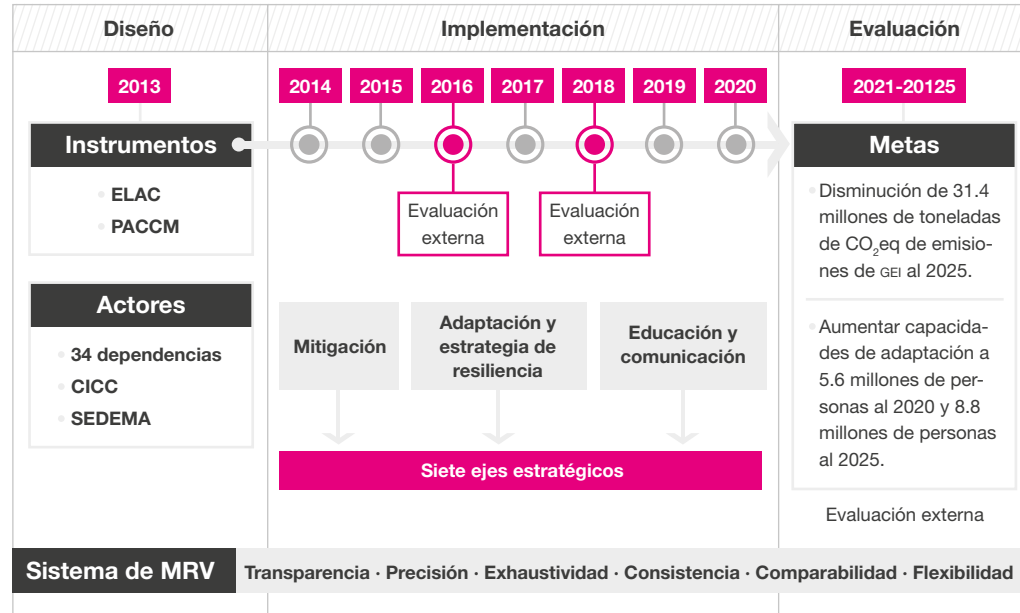 Diseño
Implementación
Evaluación
2013
2014
2015
2016
2017
2018
2019
2020
2021-20125
Instrumentos
ELAC
PACCM
Evaluación
externa
Evaluación
externa
Actores
34 dependencias
CICC
SEDEMA
Mitigación
Adaptación y
estrategia de
resiliencia
Educación y
comunicación
Siete ejes estratégicos
Metas
Disminución de 31.4
millones de toneladas
de CO₂eq de emisio-
nes de GEI al 2025.
Aumentar capacida-
des de adaptación a
5.6 millones de per-
sonas al 2020 y 8.8
millones de personas
al 2025.
Evaluación externa
Sistema de MRV
Transparencia · Precisión · Exhaustividad · Consistencia · Comparabilidad · Flexibilidad